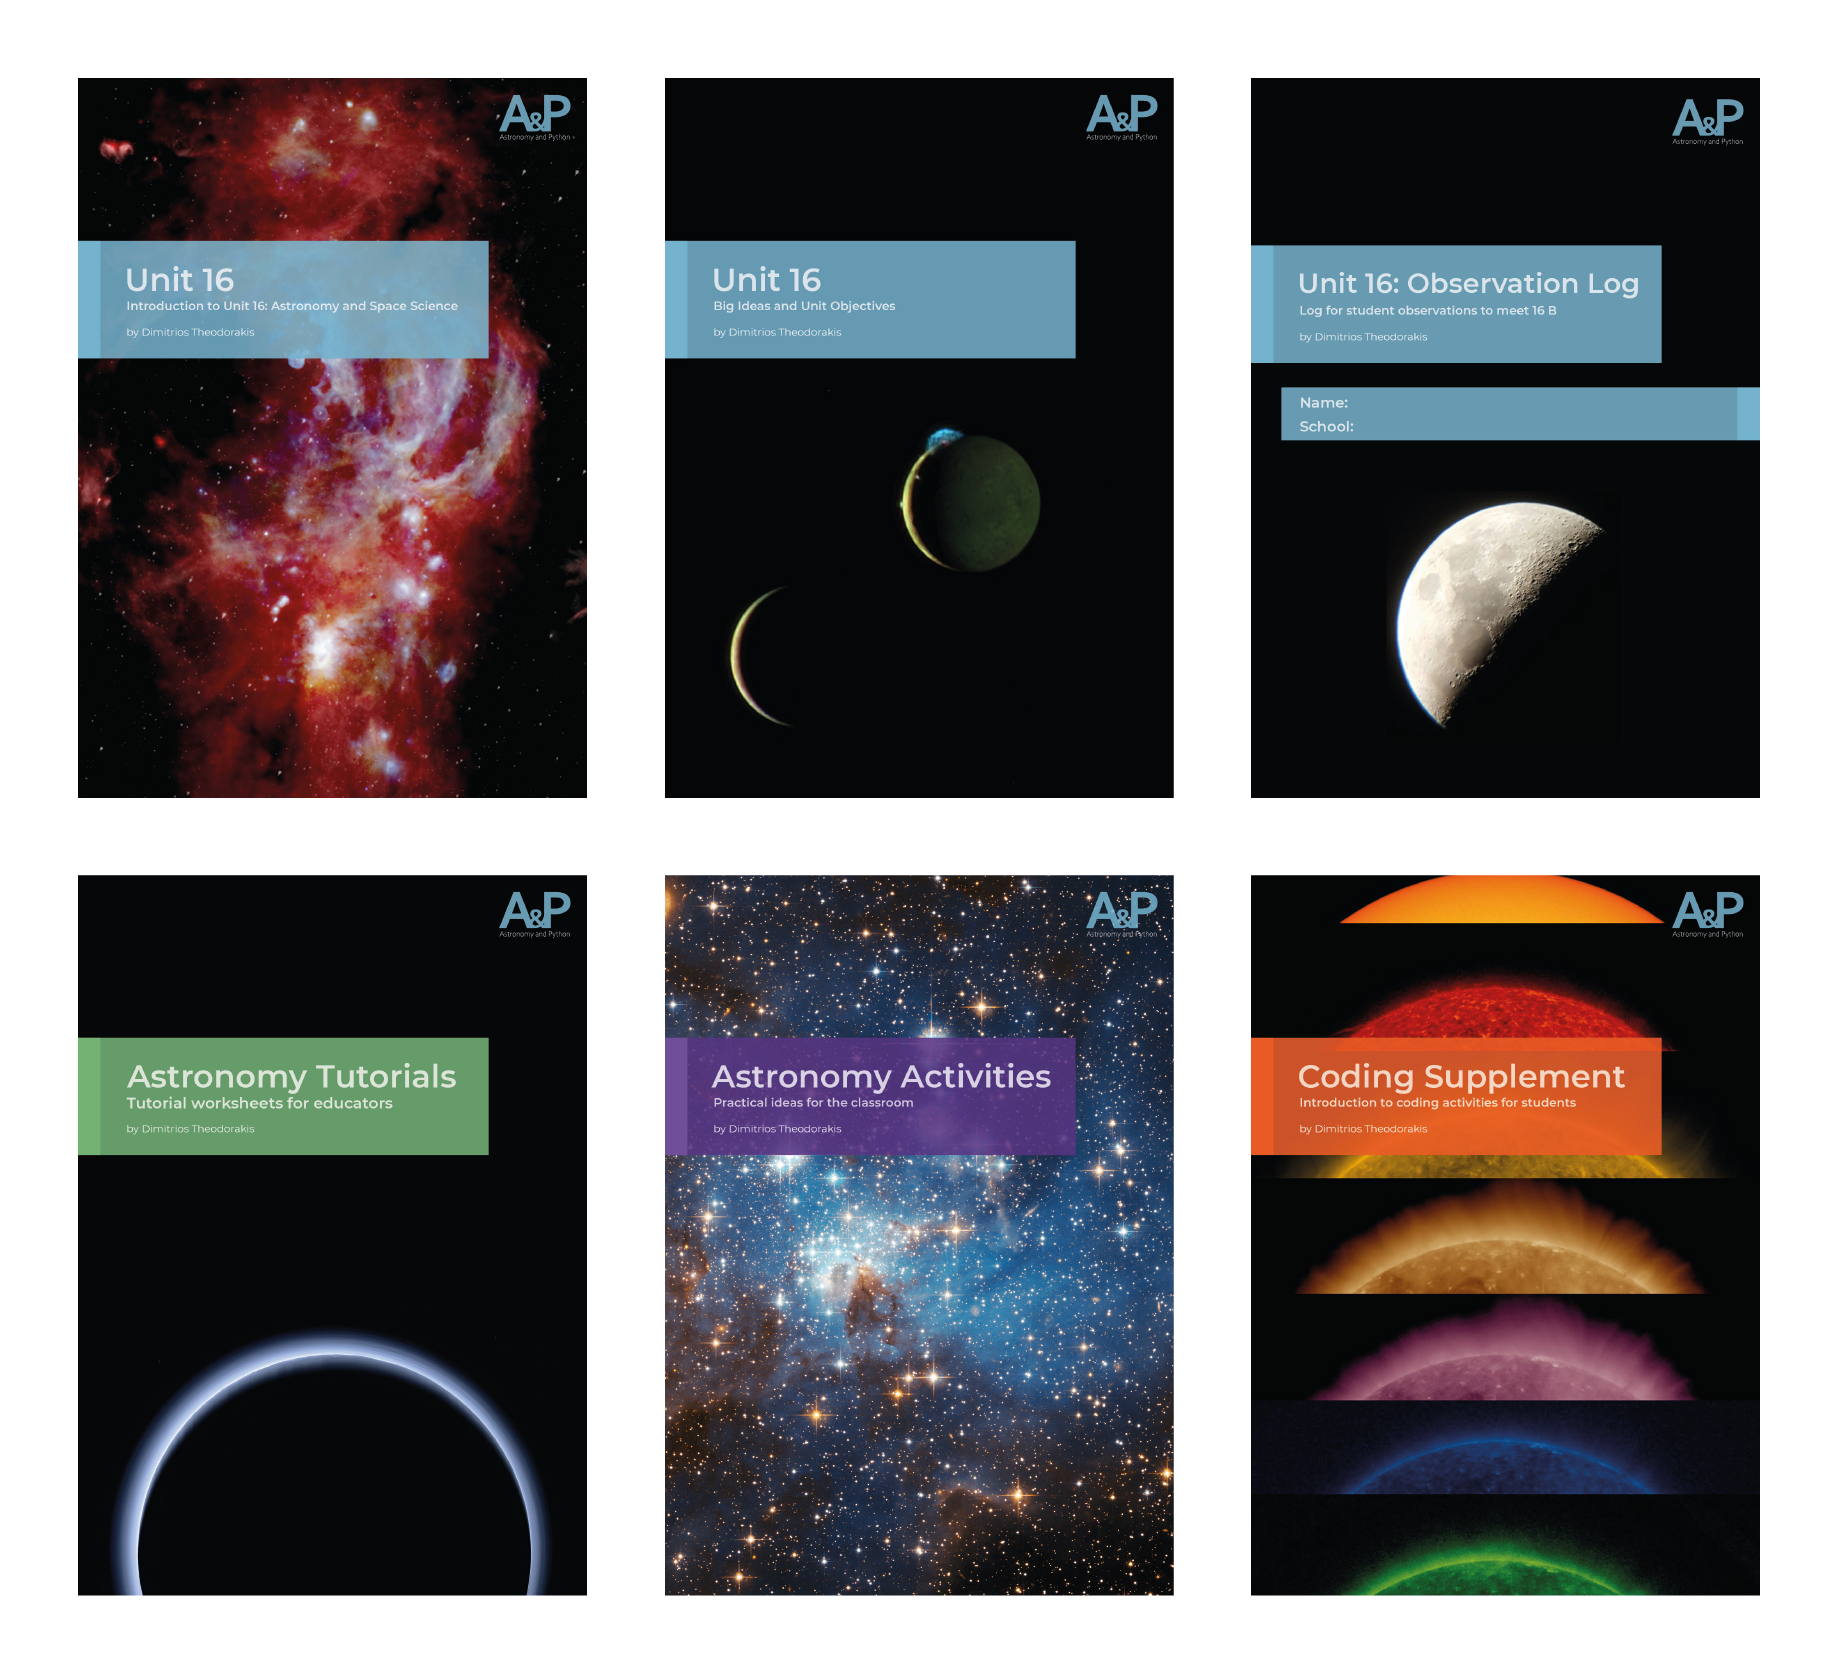 A&P
Astronomy and Python
Unit 16
Introduction to Unit 16: Astronomy and Space Science
by Dimitrios Theodorakis
A&P
Astronomy and Python
Unit 16
Big Ideas and Unit Objectives
by Dimitrios Theodorakis
A&P
Astronomy and Python
Unit 16: Observation Log
Log for student observations to meet 16 B
by Dimitrios Theodorakis
Name:
School:
A&P
Astronomy and Python
Astronomy Tutorials
Tutorial worksheets for educators
by Dimitrios Theodorakis
A&P
Astronomy and Python
Astronomy Activities
Practical ideas for the classroom
by Dimitrios Theodorakis
A&P
Astronomy and Python
Coding Supplement
Introduction to coding activities for students
by Dimitrios Theodorakis